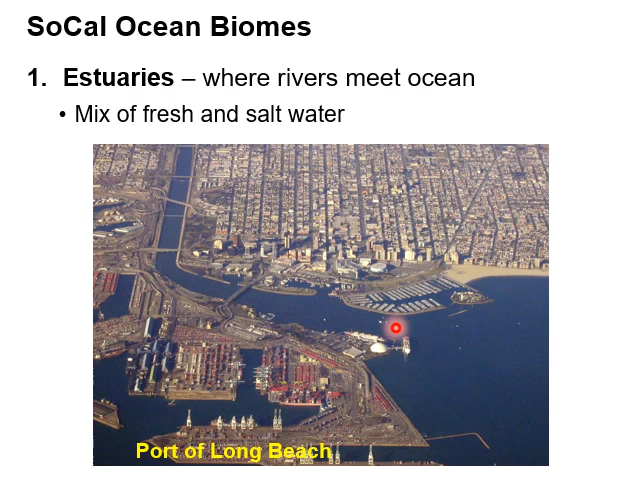 SoCal Ocean Biomes
1. Estuaries – where rivers meet ocean
• Mix of fresh and salt water
Port of Long Beach